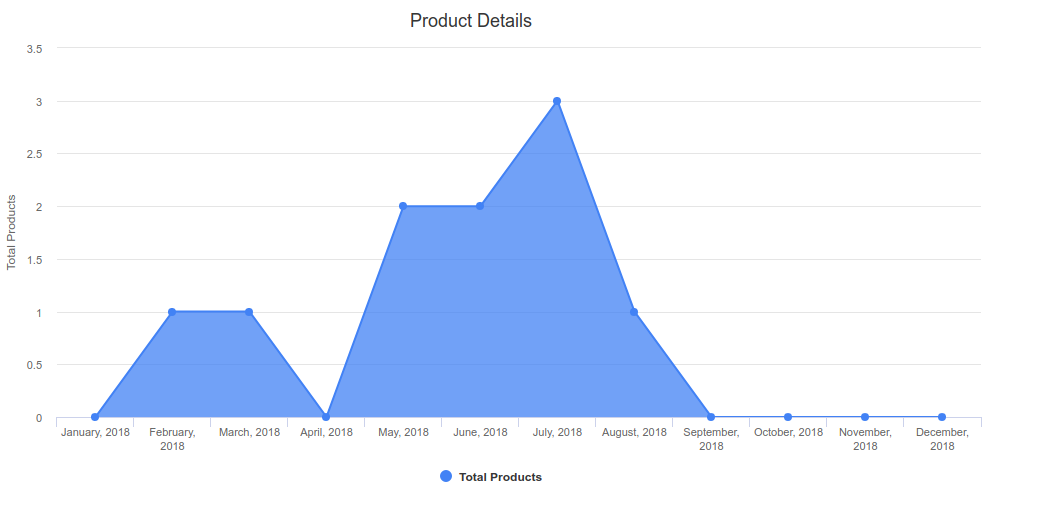 Product Details
3.5
3
2.5
2
1.5
1
0.5
0
Total Products
January, 2018
February,
2018
March, 2018
April, 2018
May, 2018
June, 2018
July, 2018
August, 2018
September,
2018
October, 2018
November,
2018
December,
2018
Total Products